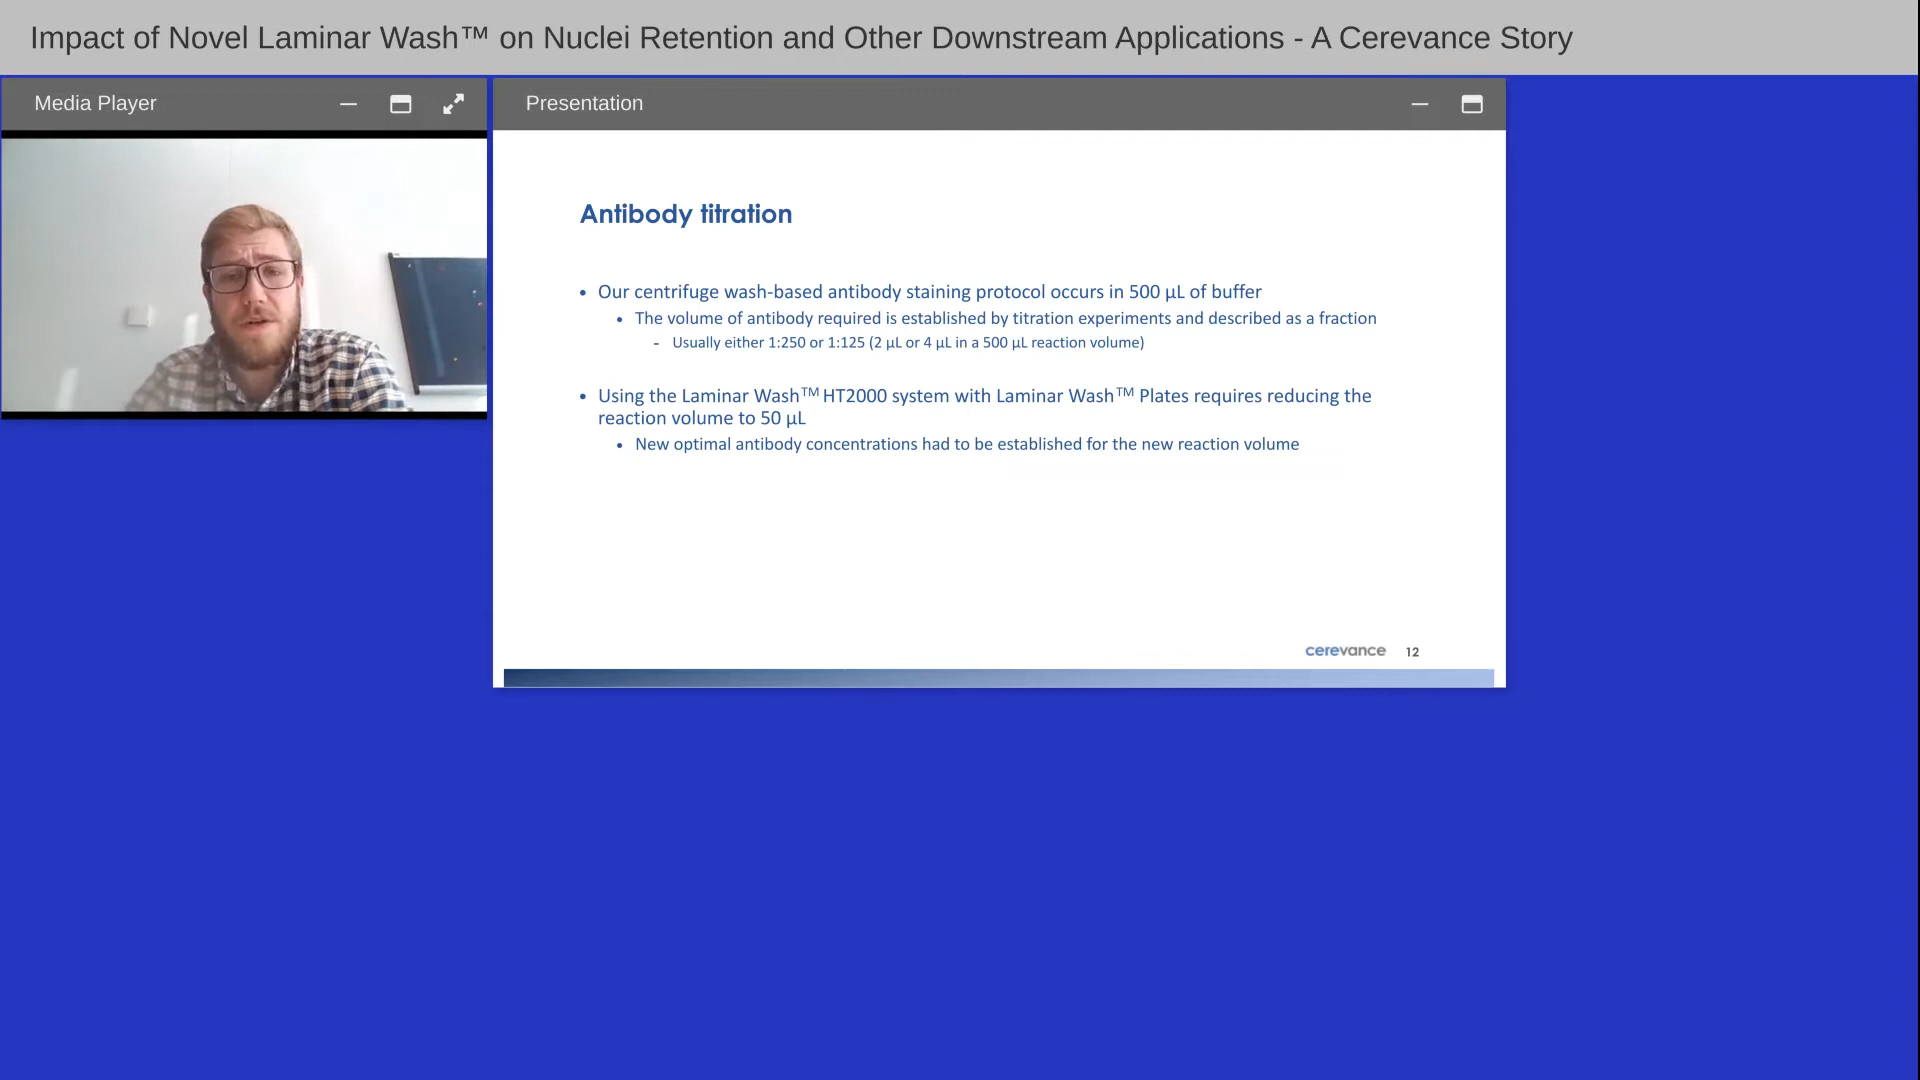 Impact of Novel Laminar Wash™ on Nuclei Retention and Other Downstream Applications - A Cerevance Story
Media Player
Presentation
Antibody titration
• Our centrifuge wash-based antibody staining protocol occurs in 500 µL of buffer
• The volume of antibody required is established by titration experiments and described as a fraction
- Usually either 1:250 or 1:125 (2 µL or 4 µL in a 500 µL reaction volume)
• Using the Laminar Wash™ HT2000 system with Laminar Wash™ Plates requires reducing the
reaction volume to 50 µL
• New optimal antibody concentrations had to be established for the new reaction volume
cerevance 12